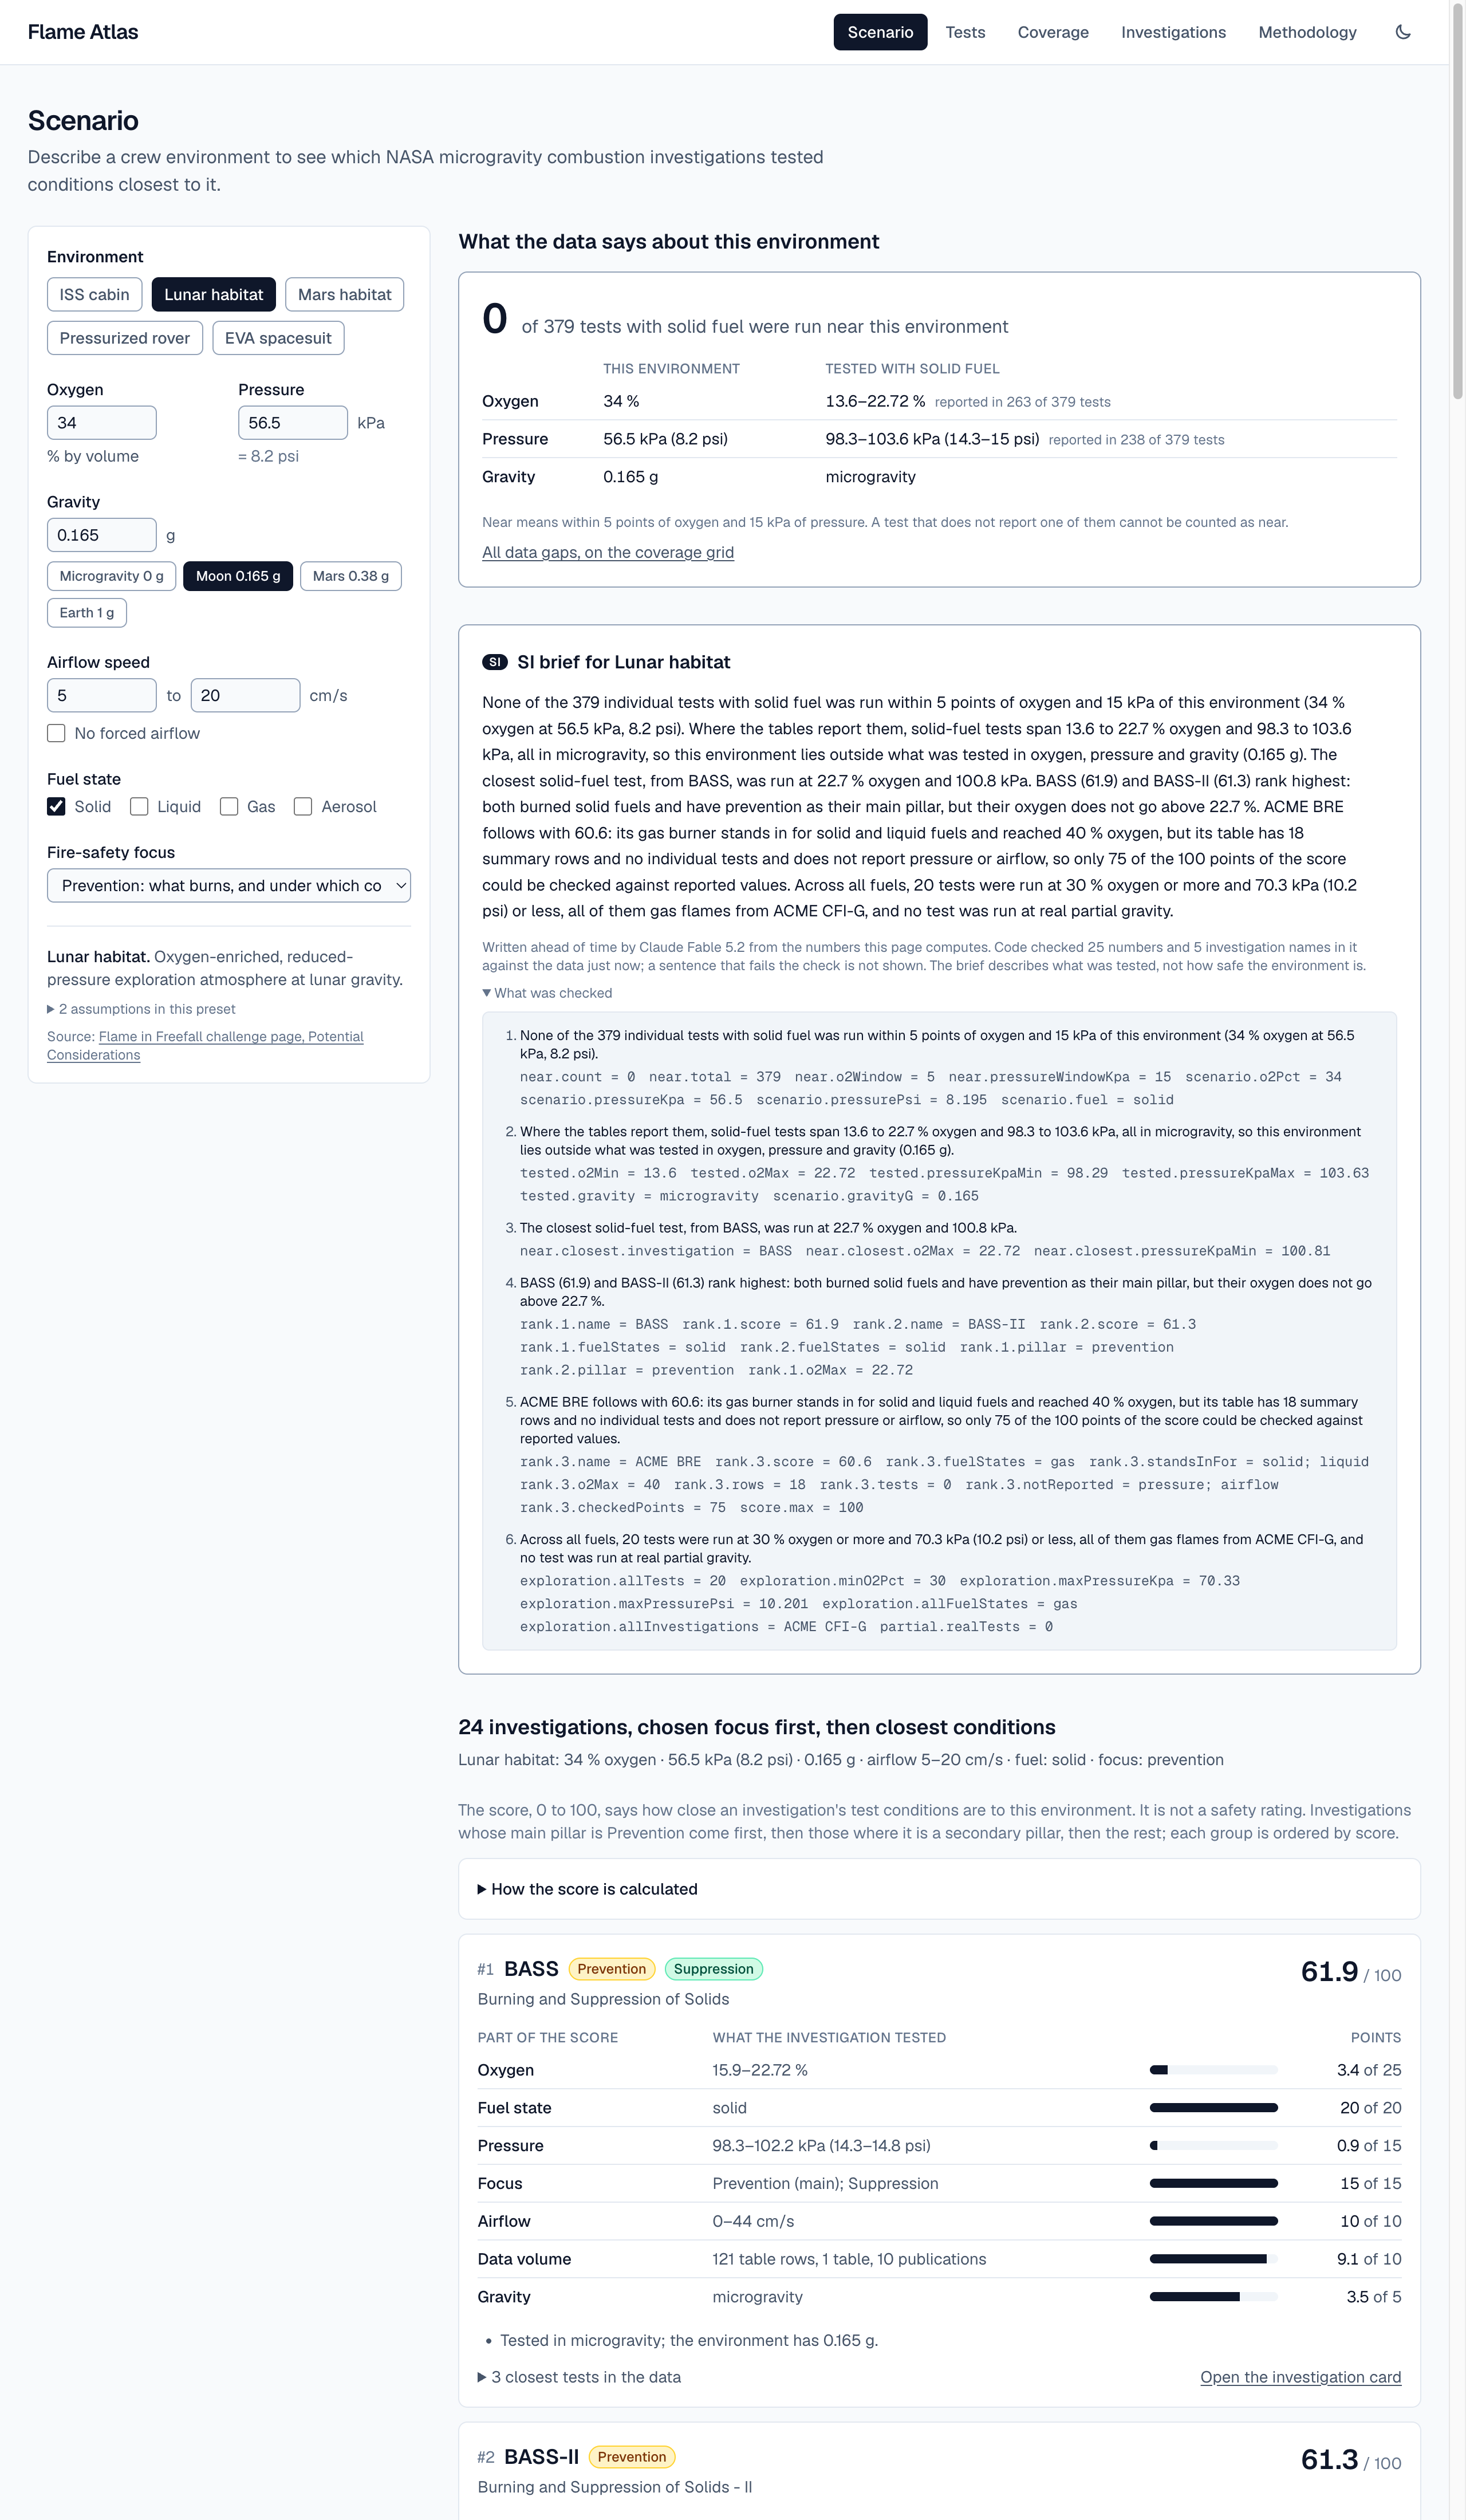 Flame Atlas
Scenario
Tests
Coverage
Investigations
Methodology
Scenario
Describe a crew environment to see which NASA microgravity combustion investigations tested
conditions closest to it.
Environment
ISS cabin
Lunar habitat
Mars habitat
Pressurized rover
EVA spacesuit
Oxygen
Pressure
34
56.5 kPa
% by volume
= 8.2 psi
Gravity
0.165 g
Microgravity 0 g
Moon 0.165 g
Mars 0.38 g
Earth 1 g
Airflow speed
5 to 20 cm/s
No forced airflow
Fuel state
Solid
Liquid
Gas
Aerosol
Fire-safety focus
Prevention: what burns, and under which co
Lunar habitat. Oxygen-enriched, reduced-
pressure exploration atmosphere at lunar gravity.
2 assumptions in this preset
Source: Flame in Freefall challenge page, Potential
Considerations
What the data says about this environment
0 of 379 tests with solid fuel were run near this environment
THIS ENVIRONMENT TESTED WITH SOLID FUEL
Oxygen 34 % 13.6–22.72 % reported in 263 of 379 tests
Pressure 56.5 kPa (8.2 psi) 98.3–103.6 kPa (14.3–15 psi) reported in 238 of 379 tests
Gravity 0.165 g microgravity
Near means within 5 points of oxygen and 15 kPa of pressure. A test that does not report one of them cannot be counted as near.
All data gaps, on the coverage grid
SI SI brief for Lunar habitat
None of the 379 individual tests with solid fuel was run within 5 points of oxygen and 15 kPa of this environment (34 %
oxygen at 56.5 kPa, 8.2 psi). Where the tables report them, solid-fuel tests span 13.6 to 22.7 % oxygen and 98.3 to 103.6
kPa, all in microgravity, so this environment lies outside what was tested in oxygen, pressure and gravity (0.165 g). The
closest solid-fuel test, from BASS, was run at 22.7 % oxygen and 100.8 kPa. BASS (61.9) and BASS-II (61.3) rank highest:
both burned solid fuels and have prevention as their main pillar, but their oxygen does not go above 22.7 %. ACME BRE
follows with 60.6: its gas burner stands in for solid and liquid fuels and reached 40 % oxygen, but its table has 18
summary rows and no individual tests and does not report pressure or airflow, so only 75 of the 100 points of the score
could be checked against reported values. Across all fuels, 20 tests were run at 30 % oxygen or more and 70.3 kPa (10.2
psi) or less, all of them gas flames from ACME CFI-G, and no test was run at real partial gravity.
Written ahead of time by Claude Fable 5.2 from the numbers this page computes. Code checked 25 numbers and 5 investigation names in it
against the data just now; a sentence that fails the check is not shown. The brief describes what was tested, not how safe the environment is.
What was checked
1. None of the 379 individual tests with solid fuel was run within 5 points of oxygen and 15 kPa of this environment (34 % oxygen at 56.5
kPa, 8.2 psi).
near.count = 0 near.total = 379 near.o2Window = 5 near.pressureWindowKpa = 15 scenario.o2Pct = 34
scenario.pressureKpa = 56.5 scenario.pressurePsi = 8.195 scenario.fuel = solid
2. Where the tables report them, solid-fuel tests span 13.6 to 22.7 % oxygen and 98.3 to 103.6 kPa, all in microgravity, so this environment
lies outside what was tested in oxygen, pressure and gravity (0.165 g).
tested.o2Min = 13.6 tested.o2Max = 22.72 tested.pressureKpaMin = 98.29 tested.pressureKpaMax = 103.63
tested.gravity = microgravity scenario.gravityG = 0.165
3. The closest solid-fuel test, from BASS, was run at 22.7 % oxygen and 100.8 kPa.
near.closest.investigation = BASS near.closest.o2Max = 22.72 near.closest.pressureKpaMin = 100.81
4. BASS (61.9) and BASS-II (61.3) rank highest: both burned solid fuels and have prevention as their main pillar, but their oxygen does not go
above 22.7 %.
rank.1.name = BASS rank.1.score = 61.9 rank.2.name = BASS-II rank.2.score = 61.3
rank.1.fuelStates = solid rank.2.fuelStates = solid rank.1.pillar = prevention
rank.2.pillar = prevention rank.1.o2Max = 22.72
5. ACME BRE follows with 60.6: its gas burner stands in for solid and liquid fuels and reached 40 % oxygen, but its table has 18 summary
rows and no individual tests and does not report pressure or airflow, so only 75 of the 100 points of the score could be checked against
reported values.
rank.3.name = ACME BRE rank.3.score = 60.6 rank.3.fuelStates = gas rank.3.standsInFor = solid; liquid
rank.3.o2Max = 40 rank.3.rows = 18 rank.3.tests = 0 rank.3.notReported = pressure; airflow
rank.3.checkedPoints = 75 score.max = 100
6. Across all fuels, 20 tests were run at 30 % oxygen or more and 70.3 kPa (10.2 psi) or less, all of them gas flames from ACME CFI-G, and
no test was run at real partial gravity.
exploration.allTests = 20 exploration.minO2Pct = 30 exploration.maxPressureKpa = 70.33
exploration.maxPressurePsi = 10.201 exploration.allFuelStates = gas
exploration.allInvestigations = ACME CFI-G partial.realTests = 0
24 investigations, chosen focus first, then closest conditions
Lunar habitat: 34 % oxygen · 56.5 kPa (8.2 psi) · 0.165 g · airflow 5–20 cm/s · fuel: solid · focus: prevention
The score, 0 to 100, says how close an investigation's test conditions are to this environment. It is not a safety rating. Investigations
whose main pillar is Prevention come first, then those where it is a secondary pillar, then the rest; each group is ordered by score.
How the score is calculated
#1 BASS Prevention Suppression 61.9 / 100
Burning and Suppression of Solids
PART OF THE SCORE WHAT THE INVESTIGATION TESTED POINTS
Oxygen 15.9–22.72 % 3.4 of 25
Fuel state solid 20 of 20
Pressure 98.3–102.2 kPa (14.3–14.8 psi) 0.9 of 15
Focus Prevention (main); Suppression 15 of 15
Airflow 0–44 cm/s 10 of 10
Data volume 121 table rows, 1 table, 10 publications 9.1 of 10
Gravity microgravity 3.5 of 5
• Tested in microgravity; the environment has 0.165 g.
3 closest tests in the data
Open the investigation card
#2 BASS-II Prevention 61.3 / 100
Burning and Suppression of Solids - II